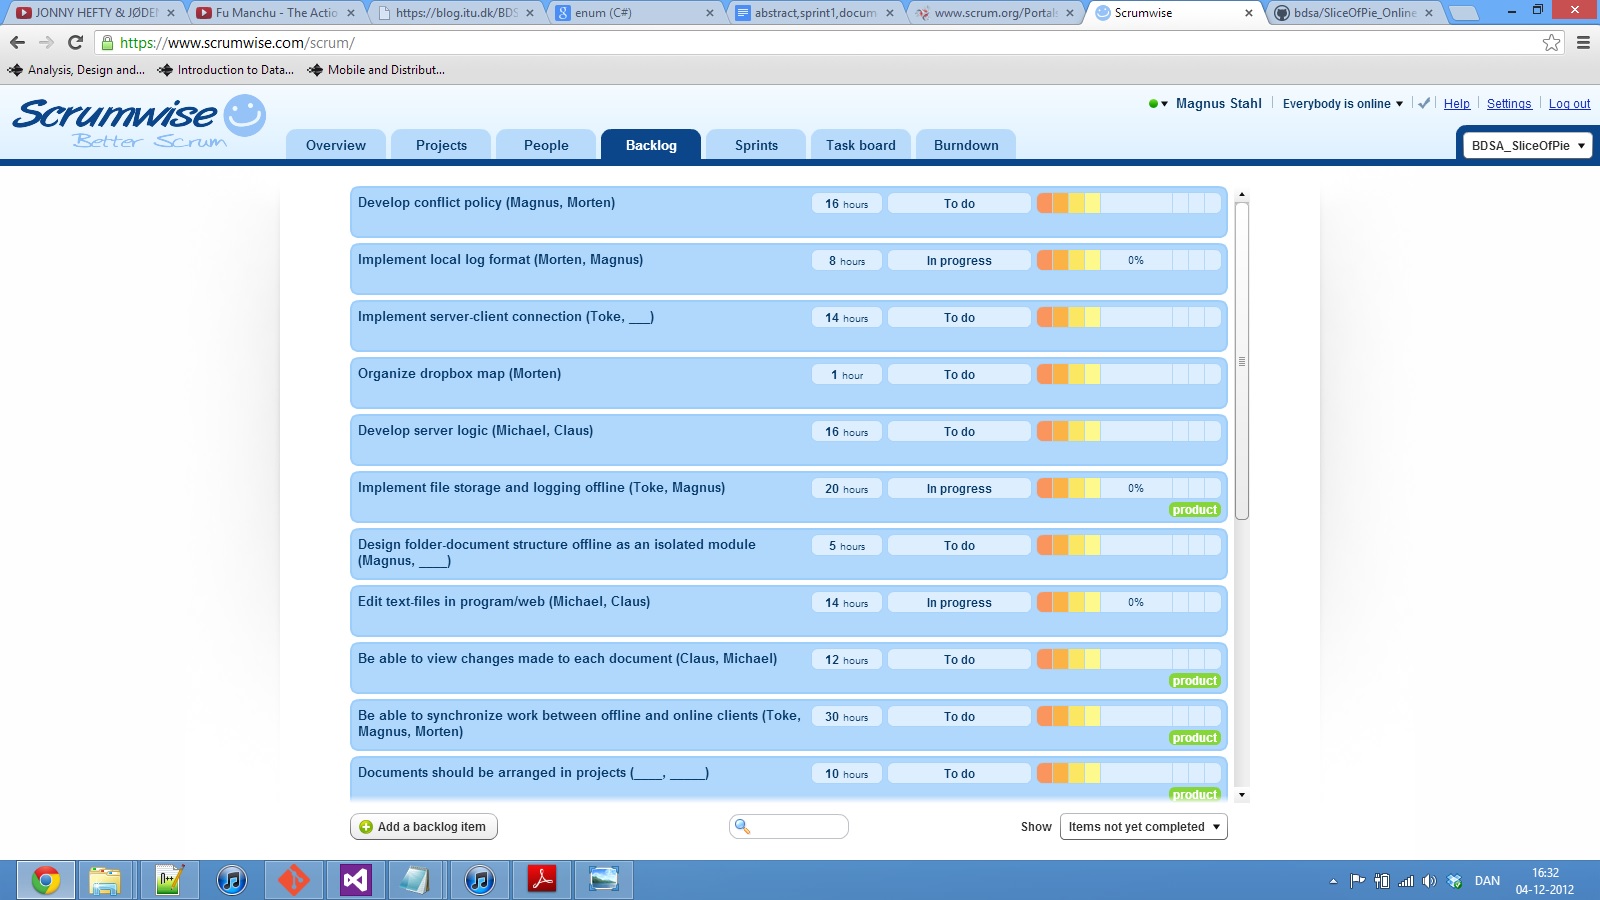 JONNY HEFTY & JØDEN
Fu Manchu - The Actio
https://blog.itu.dk/BDS
enum (C#)
abstract,sprint1,docum
www.scrum.org/Portals
Scrumwise
bdsa/SliceOfPie_Online
https://www.scrumwise.com/scrum/
Analysis, Design and...
Introduction to Data...
Mobile and Distribut...
Scrumwise
Better Scrum
Magnus Stahl
Everybody is online
Help
Settings
Log out
Overview
Projects
People
Backlog
Sprints
Task board
Burndown
BDSA_SliceOfPie
Develop conflict policy (Magnus, Morten)
16 hours
To do
Implement local log format (Morten, Magnus)
8 hours
In progress
0%
Implement server-client connection (Toke, ___)
14 hours
To do
Organize dropbox map (Morten)
1 hour
To do
Develop server logic (Michael, Claus)
16 hours
To do
Implement file storage and logging offline (Toke, Magnus)
20 hours
In progress
0%
product
Design folder-document structure offline as an isolated module
(Magnus, ____)
5 hours
To do
Edit text-files in program/web (Michael, Claus)
14 hours
In progress
0%
Be able to view changes made to each document (Claus, Michael)
12 hours
To do
product
Be able to synchronize work between offline and online clients (Toke,
Magnus, Morten)
30 hours
To do
product
Documents should be arranged in projects (____, _____)
10 hours
To do
product
Add a backlog item
Show
Items not yet completed
DAN
16:32
04-12-2012